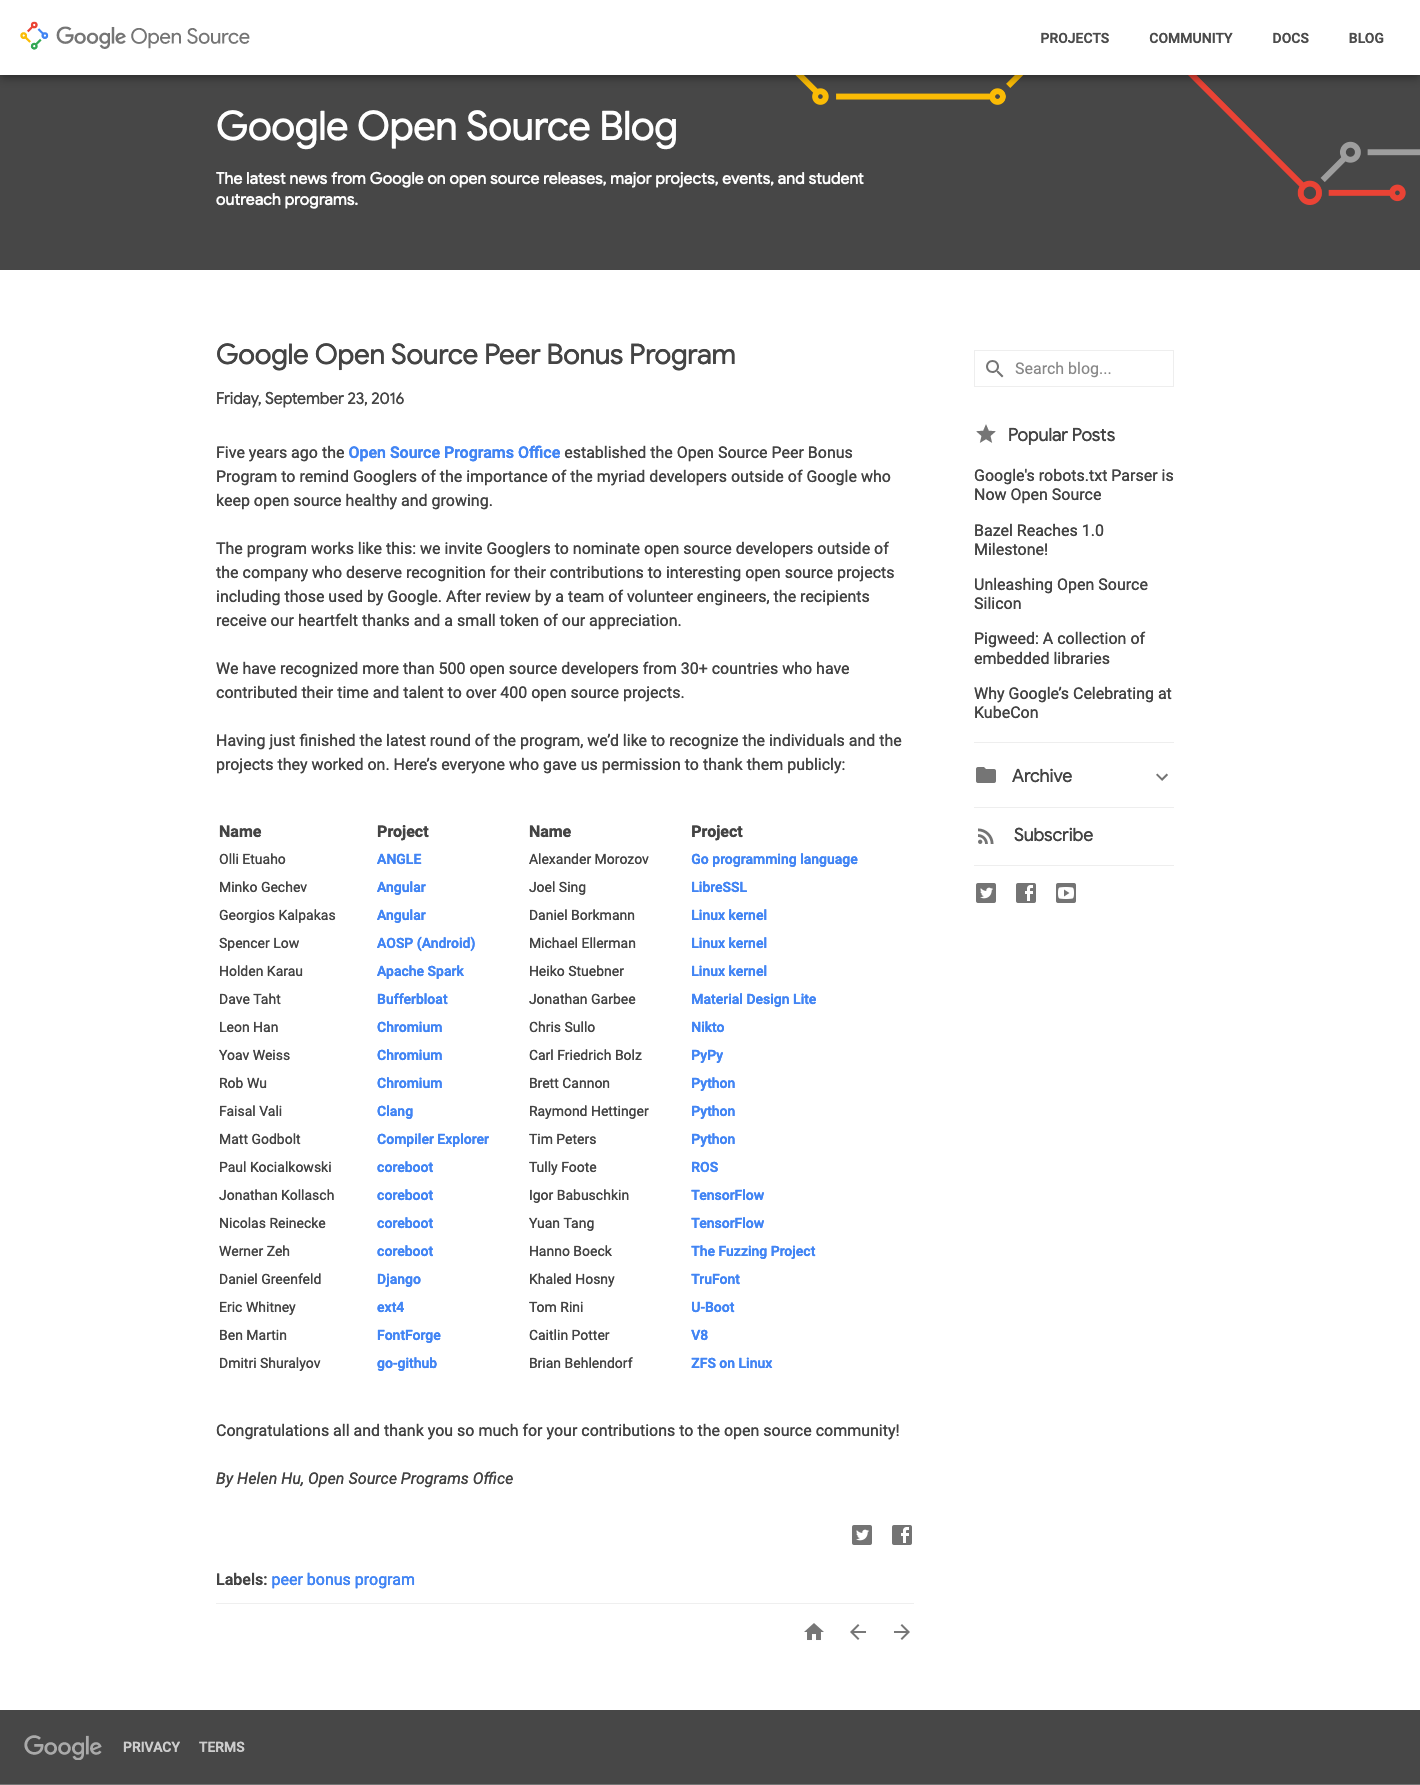 Google Open Source
PROJECTS COMMUNITY DOCS BLOG
Google Open Source Blog
The latest news from Google on open source releases, major projects, events, and student
outreach programs.
Google Open Source Peer Bonus Program
Friday, September 23, 2016
Five years ago the Open Source Programs Office established the Open Source Peer Bonus
Program to remind Googlers of the importance of the myriad developers outside of Google who
keep open source healthy and growing.
The program works like this: we invite Googlers to nominate open source developers outside of
the company who deserve recognition for their contributions to interesting open source projects
including those used by Google. After review by a team of volunteer engineers, the recipients
receive our heartfelt thanks and a small token of our appreciation.
We have recognized more than 500 open source developers from 30+ countries who have
contributed their time and talent to over 400 open source projects.
Having just finished the latest round of the program, we’d like to recognize the individuals and the
projects they worked on. Here’s everyone who gave us permission to thank them publicly:
Name Project Name Project
Olli Etuaho ANGLE Alexander Morozov Go programming language
Minko Gechev Angular Joel Sing LibreSSL
Georgios Kalpakas Angular Daniel Borkmann Linux kernel
Spencer Low AOSP (Android) Michael Ellerman Linux kernel
Holden Karau Apache Spark Heiko Stuebner Linux kernel
Dave Taht Bufferbloat Jonathan Garbee Material Design Lite
Leon Han Chromium Chris Sullo Nikto
Yoav Weiss Chromium Carl Friedrich Bolz PyPy
Rob Wu Chromium Brett Cannon Python
Faisal Vali Clang Raymond Hettinger Python
Matt Godbolt Compiler Explorer Tim Peters Python
Paul Kocialkowski coreboot Tully Foote ROS
Jonathan Kollasch coreboot Igor Babuschkin TensorFlow
Nicolas Reinecke coreboot Yuan Tang TensorFlow
Werner Zeh coreboot Hanno Boeck The Fuzzing Project
Daniel Greenfeld Django Khaled Hosny TruFont
Eric Whitney ext4 Tom Rini U-Boot
Ben Martin FontForge Caitlin Potter V8
Dmitri Shuralyov go-github Brian Behlendorf ZFS on Linux
Congratulations all and thank you so much for your contributions to the open source community!
By Helen Hu, Open Source Programs Office
Labels: peer bonus program
Search blog...
Popular Posts
Google's robots.txt Parser is
Now Open Source
Bazel Reaches 1.0
Milestone!
Unleashing Open Source
Silicon
Pigweed: A collection of
embedded libraries
Why Google’s Celebrating at
KubeCon
Archive
Subscribe
Google PRIVACY TERMS